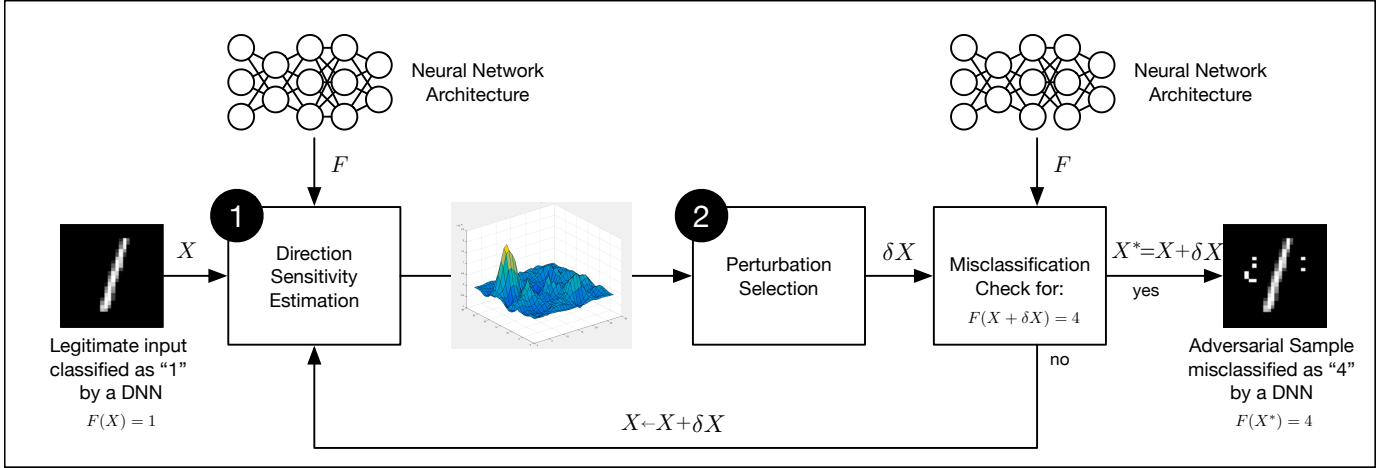 Neural Network
Architecture
Neural Network
Architecture
F
F
1
2
X
Direction
Sensitivity
Estimation
Perturbation
Selection
δX
Misclassification
Check for:
F(X + δX) = 4
X*=X+δX
yes
no
Legitimate input
classified as “1”
by a DNN
F(X) = 1
Adversarial Sample
misclassified as “4”
by a DNN
F(X*) = 4
X←X+δX